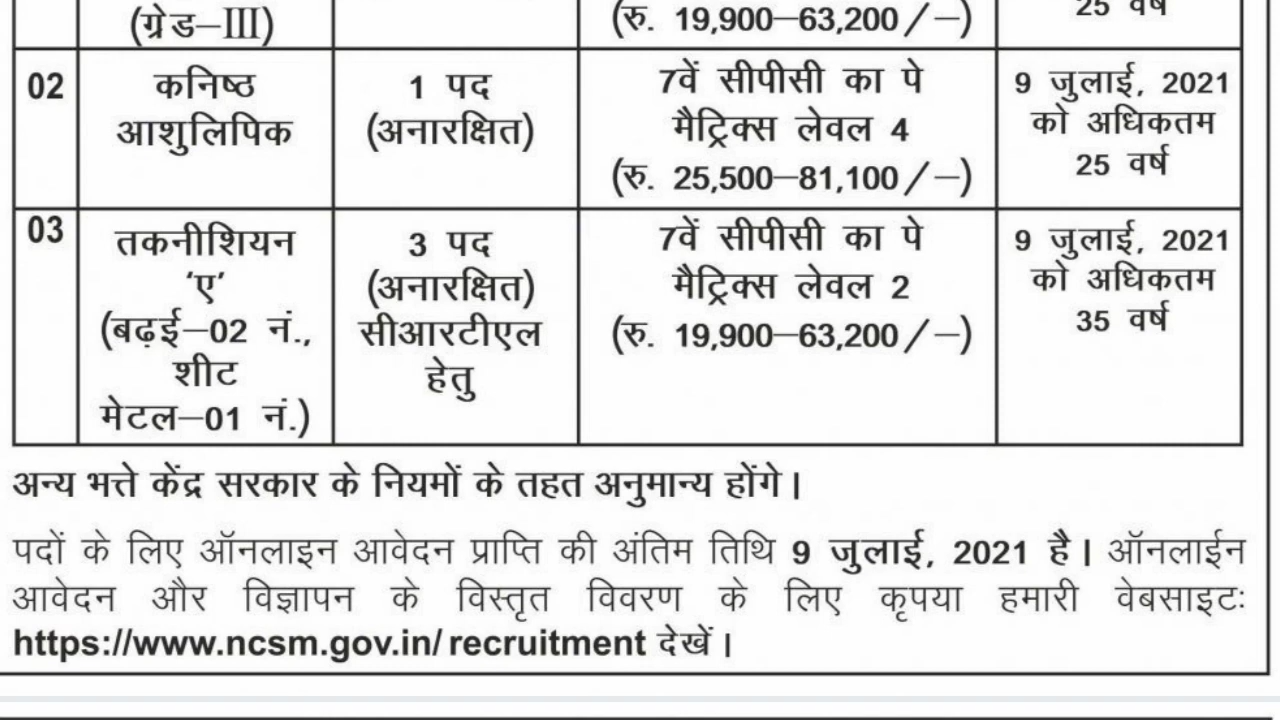 (ग्रेड–III)
(रु. 19,900–63,200/–)
25 वर्ष
02
कनिष्ठ
आशुलिपिक
1 पद
(अनारक्षित)
7वें सीपीसी का पे
मैट्रिक्स लेवल 4
(रु. 25,500–81,100/–)
9 जुलाई, 2021
को अधिकतम
25 वर्ष
03
तकनीशियन
‘ए’
(बढ़ई–02 नं.,
शीट
मेटल–01 नं.)
3 पद
(अनारक्षित)
सीआरटीएल
हेतु
7वें सीपीसी का पे
मैट्रिक्स लेवल 2
(रु. 19,900–63,200/–)
9 जुलाई, 2021
को अधिकतम
35 वर्ष
अन्य भत्ते केंद्र सरकार के नियमों के तहत अनुमान्य होंगे।
पदों के लिए ऑनलाइन आवेदन प्राप्ति की अंतिम तिथि 9 जुलाई, 2021 है। ऑनलाईन
आवेदन और विज्ञापन के विस्तृत विवरण के लिए कृपया हमारी वेबसाइटः
https://www.ncsm.gov.in/recruitment देखें।